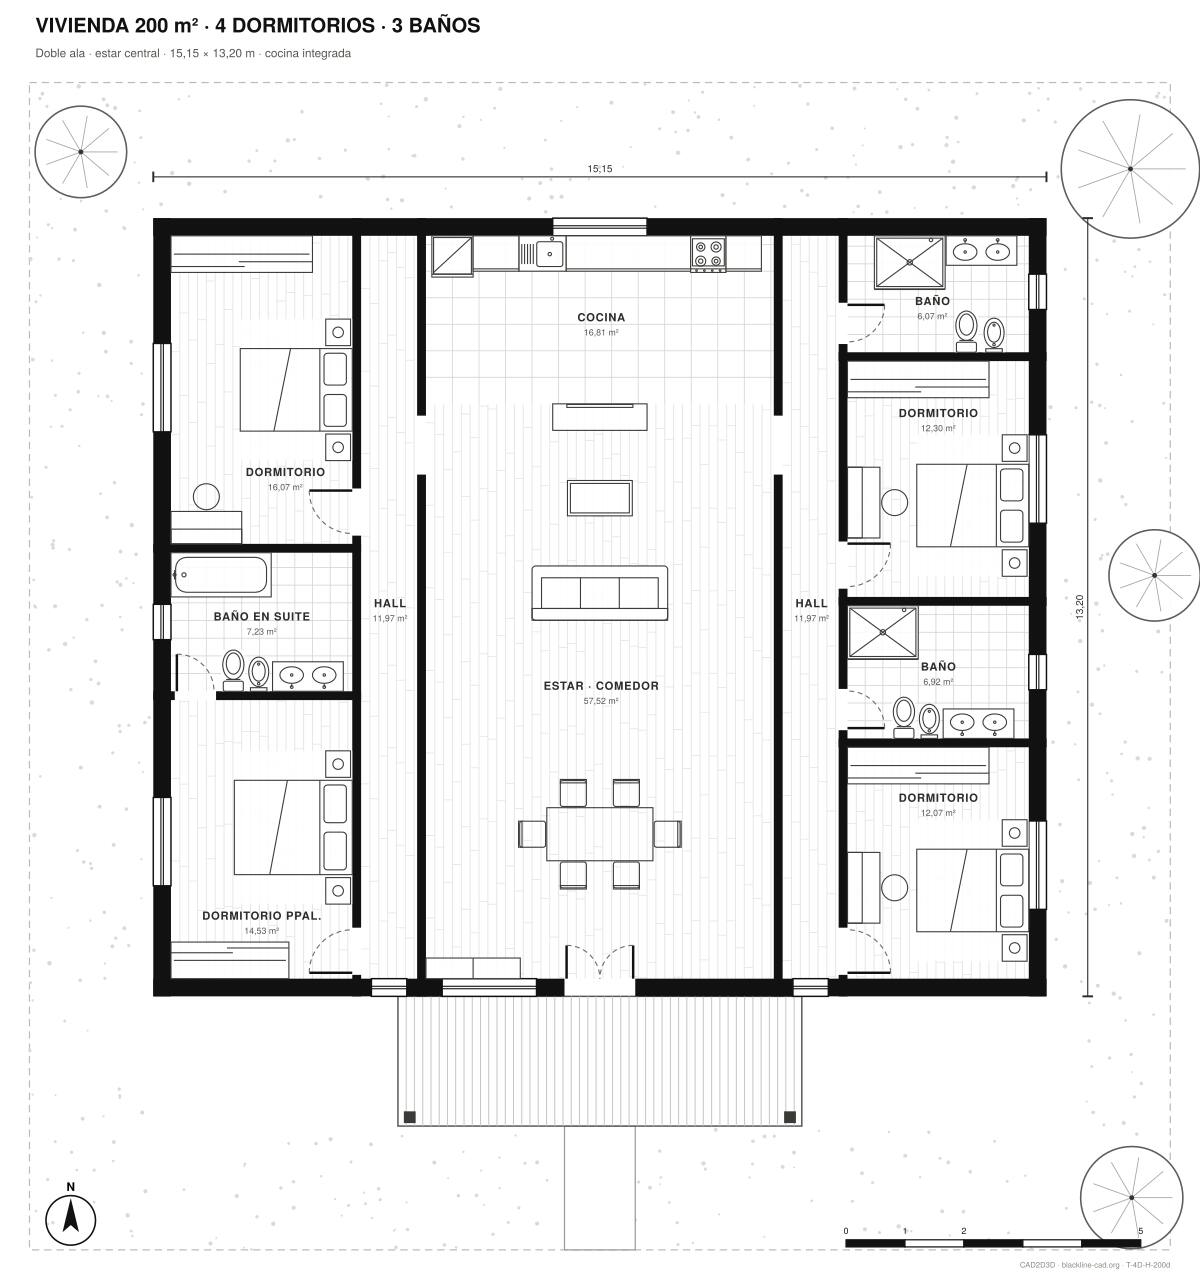 VIVIENDA 200 m² · 4 DORMITORIOS · 3 BAÑOS
Doble ala · estar central · 15,15 × 13,20 m · cocina integrada
15,15
BAÑO
6,07 m²
COCINA
16,81 m²
DORMITORIO
12,30 m²
DORMITORIO
16,07 m²
HALL
11,97 m²
HALL
11,97 m²
13,20
BAÑO EN SUITE
7,23 m²
BAÑO
6,92 m²
ESTAR · COMEDOR
57,52 m²
DORMITORIO
12,07 m²
DORMITORIO PPAL.
14,53 m²
N
0 1 2 5
CAD2D3D · blackline-cad.org · T-4D-H-200d